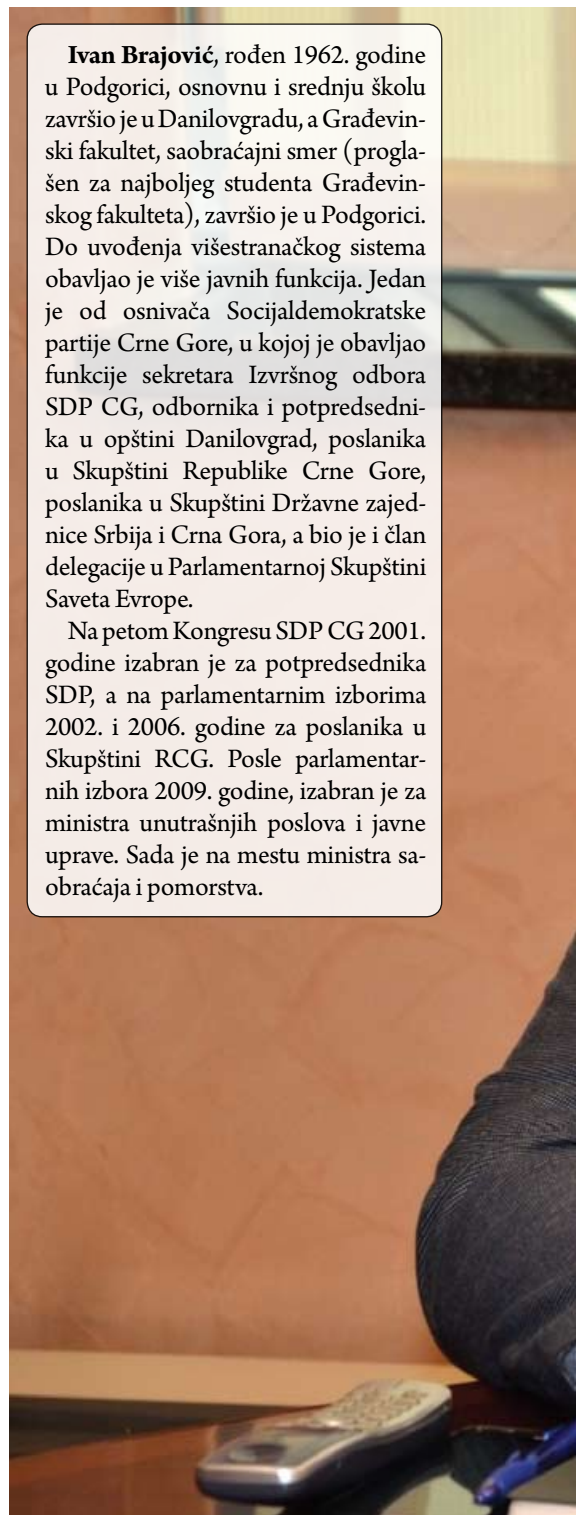 Ivan Brajović, rođen 1962. godine
u Podgorici, osnovnu i srednju školu
završio je u Danilovgradu, a Građevin-
ski fakultet, saobraćajni smer (progla-
šen za najboljeg studenta Građevin-
skog fakulteta), završio je u Podgorici.
Do uvođenja višestranačkog sistema
obavljao je više javnih funkcija. Jedan
je od osnivača Socijaldemokratske
partije Crne Gore, u kojoj je obavljao
funkcije sekretara Izvršnog odbora
SDP CG, odbornika i potpredsedni-
ka u opštini Danilovgrad, poslanika
u Skupštini Republike Crne Gore,
poslanika u Skupštini Državne zajed-
nice Srbija i Crna Gora, a bio je i član
delegacije u Parlamentarnoj Skupštini
Saveta Evrope.
Na petom Kongresu SDP CG 2001.
godine izabran je za potpredsednika
SDP, a na parlamentarnim izborima
2002. i 2006. godine za poslanika u
Skupštini RCG. Posle parlamentar-
nih izbora 2009. godine, izabran je za
ministra unutrašnjih poslova i javne
uprave. Sada je na mestu ministra sa-
obraćaja i pomorstva.